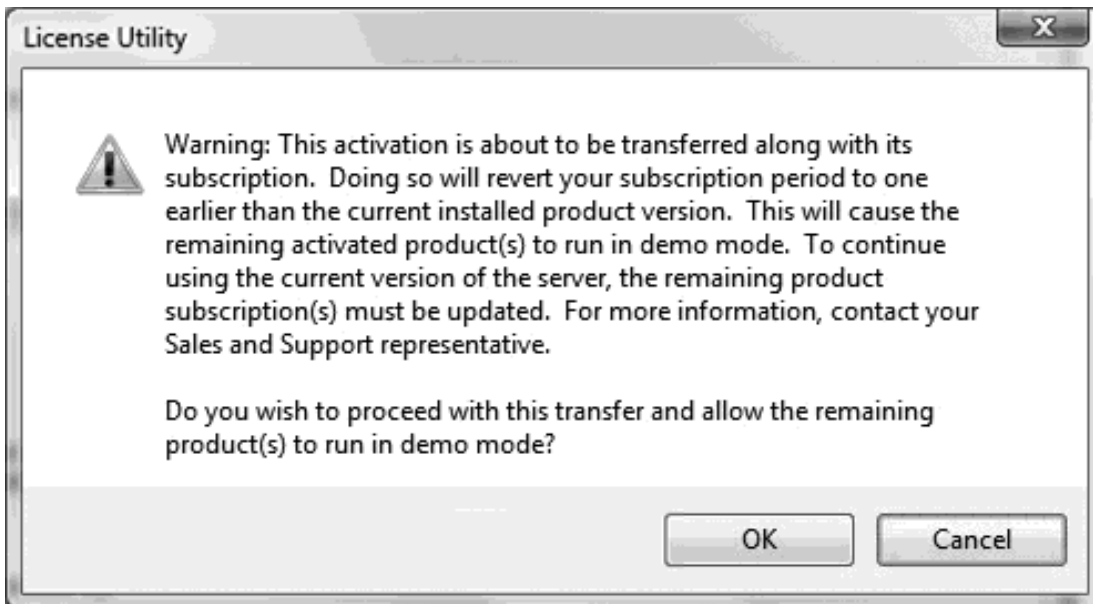 License Utility
Warning: This activation is about to be transferred along with its
subscription.  Doing so will revert your subscription period to one
earlier than the current installed product version.  This will cause the
remaining activated product(s) to run in demo mode.  To continue
using the current version of the server, the remaining product
subscription(s) must be updated.  For more information, contact your
Sales and Support representative.
Do you wish to proceed with this transfer and allow the remaining
product(s) to run in demo mode?
OK
Cancel